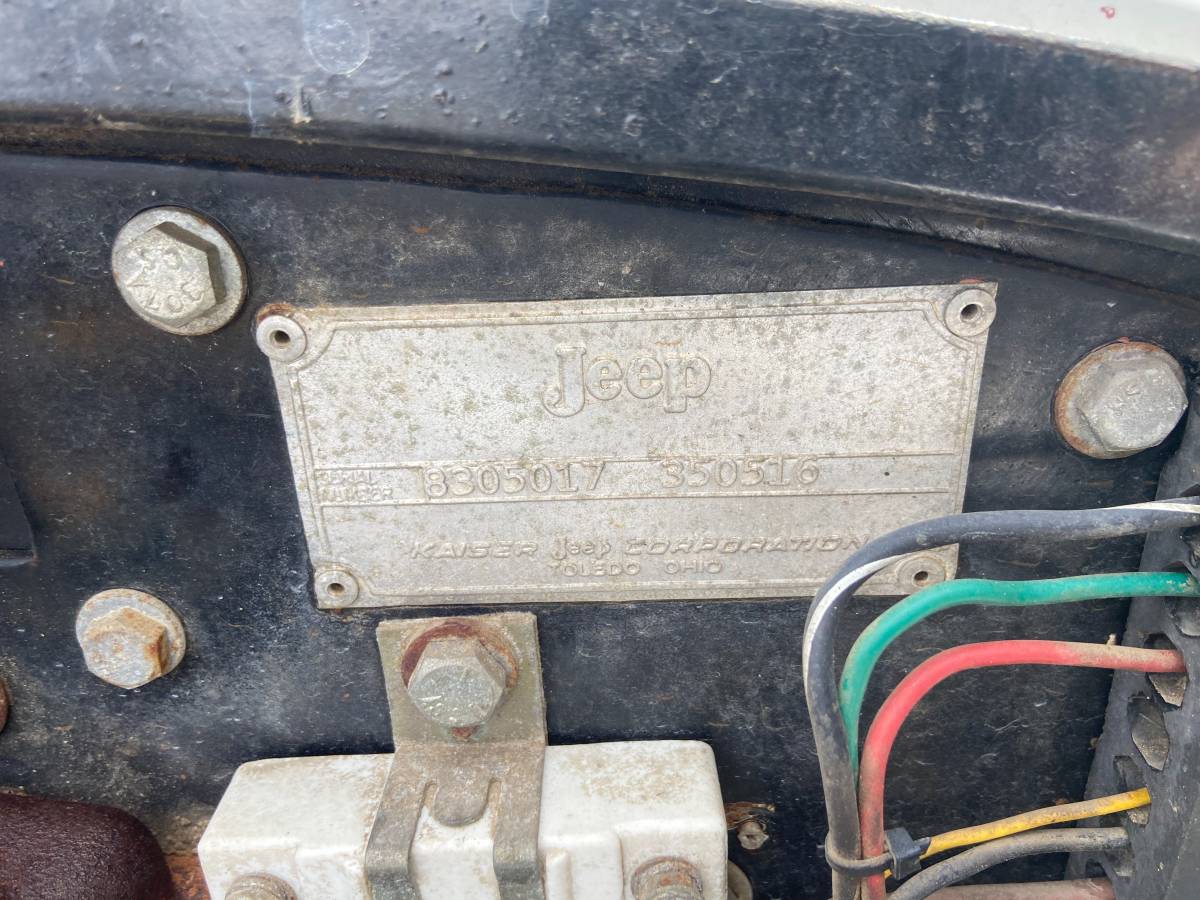 Jeep
SERIAL NUMBER 8305017 350516
KAISER Jeep CORPORATION
TOLEDO OHIO